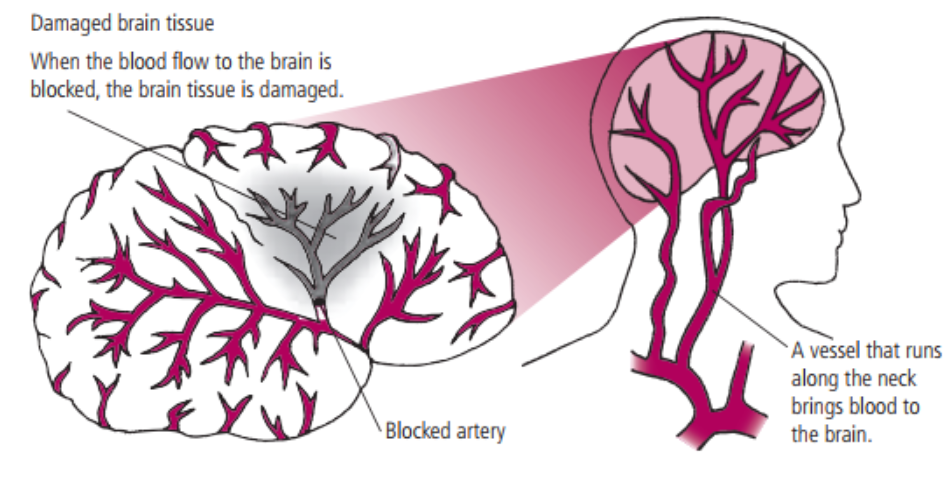 Damaged brain tissue
When the blood flow to the brain is
blocked, the brain tissue is damaged.
Blocked artery
A vessel that runs
along the neck
brings blood to
the brain.